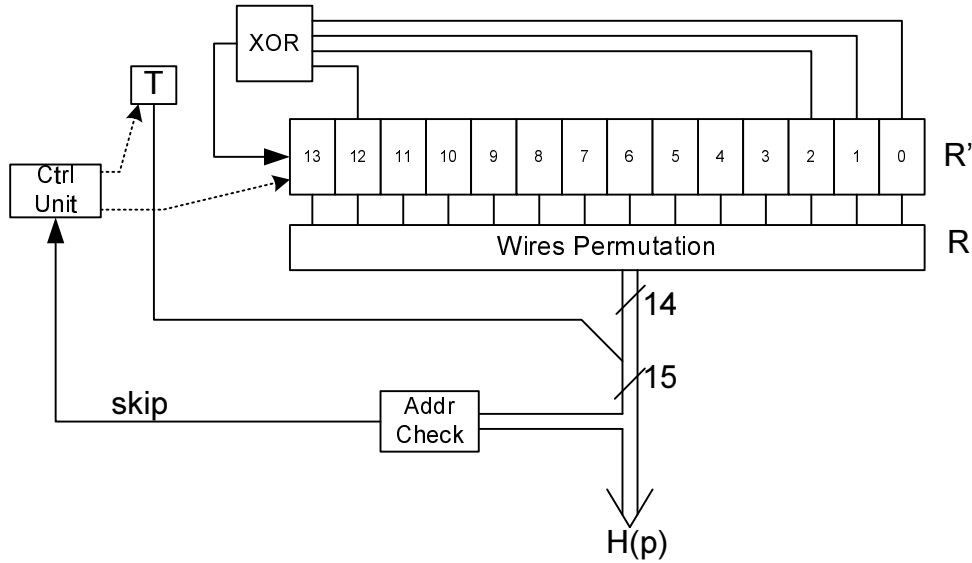 XOR
T
13 12 11 10 9 8 7 6 5 4 3 2 1 0
R'
Ctrl
Unit
Wires Permutation
R
14
15
skip
Addr
Check
H(p)